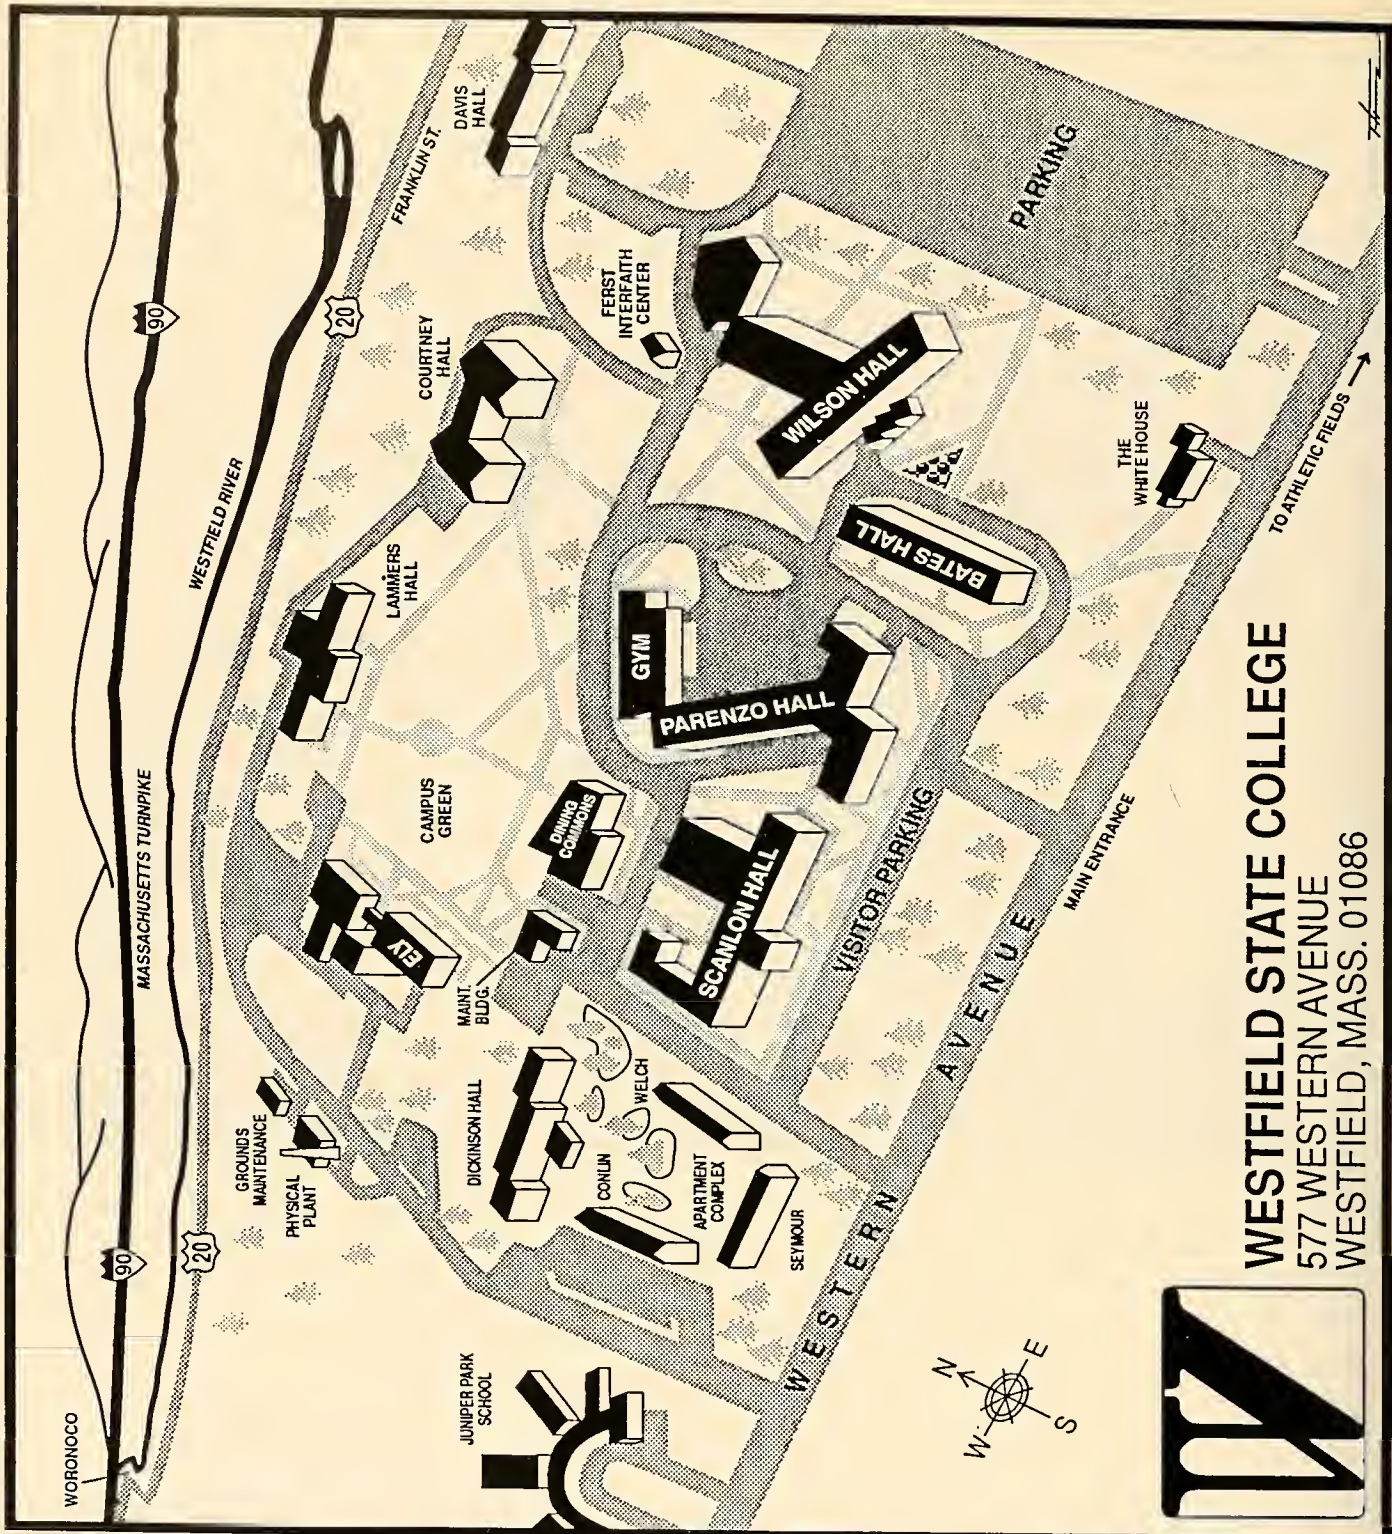 WORONOCO
90
MASSACHUSETTS TURNPIKE
WESTFIELD RIVER
90
20
20
FRANKLIN ST.
DAVIS
HALL
COURTNEY
HALL
LAMMERS
HALL
FERST
INTERFAITH
CENTER
CAMPUS
GREEN
GROUNDS
MAINTENANCE
PHYSICAL
PLANT
ELY
MAINT.
BLDG.
DINING
COMMONS
GYM
PARENZO HALL
WILSON HALL
BATES HALL
SCANLON HALL
PARKING
VISITOR PARKING
JUNIPER PARK
SCHOOL
DICKINSON HALL
CONLIN
WELCH
APARTMENT
COMPLEX
SEYMOUR
THE
WHITE HOUSE
WESTERN AVENUE
MAIN ENTRANCE
TO ATHLETIC FIELDS →
N
E
S
W
W
WESTFIELD STATE COLLEGE
577 WESTERN AVENUE
WESTFIELD, MASS. 01086